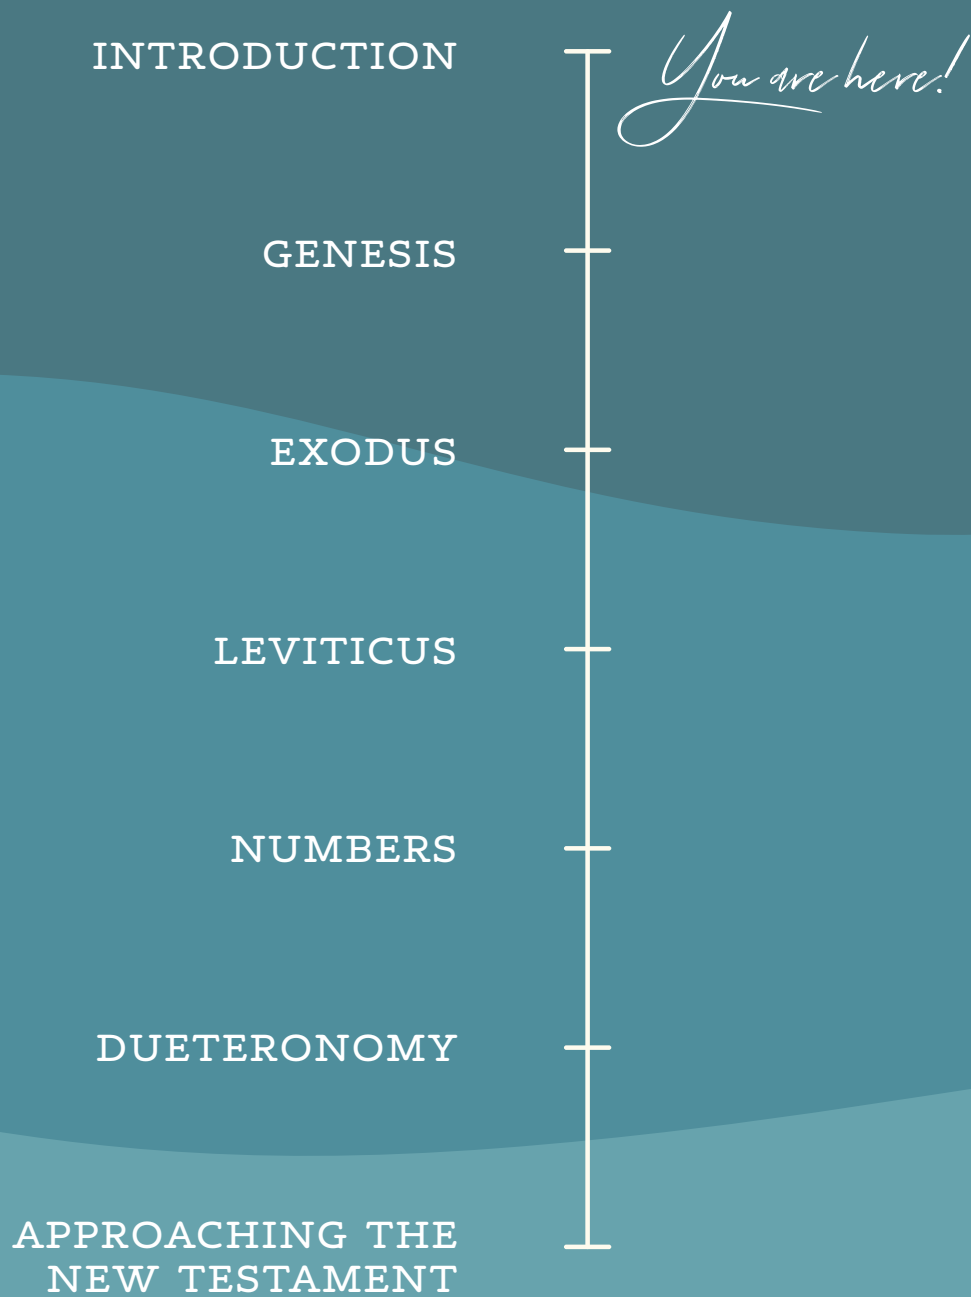 INTRODUCTION
You are here!
GENESIS
EXODUS
LEVITICUS
NUMBERS
DUETERONOMY
APPROACHING THE
NEW TESTAMENT